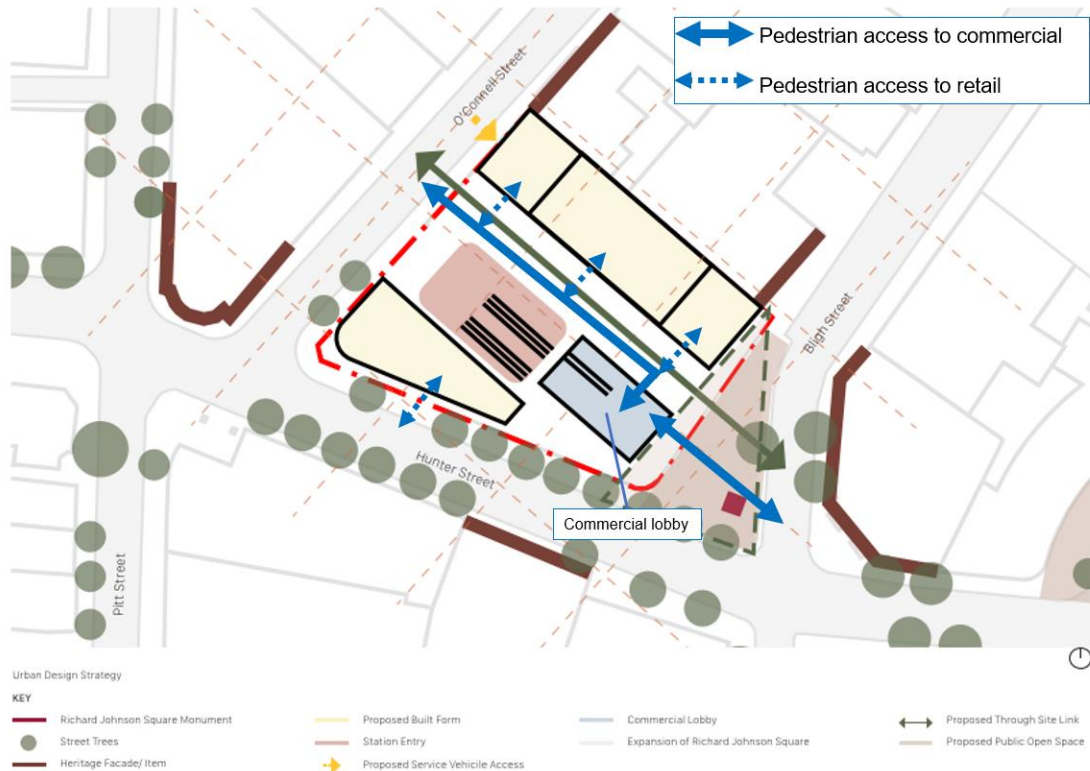 Pedestrian access to commercial
Pedestrian access to retail
O'Connell Street
Bligh Street
Hunter Street
Commercial lobby
Pitt Street
Urban Design Strategy
KEY
Richard Johnson Square Monument
Proposed Built Form
Commercial Lobby
Proposed Through Site Link
Street Trees
Station Entry
Expansion of Richard Johnson Square
Proposed Public Open Space
Heritage Facade/ Item
Proposed Service Vehicile Access